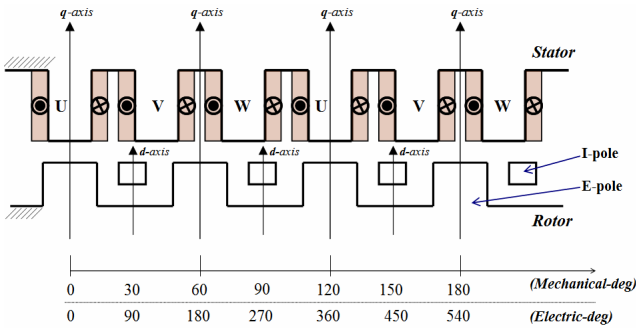 q-axis q-axis q-axis q-axis
Stator
U V W U V W
d-axis d-axis d-axis
I-pole
E-pole
Rotor
0 30 60 90 120 150 180 (Mechanical-deg)
0 90 180 270 360 450 540 (Electric-deg)